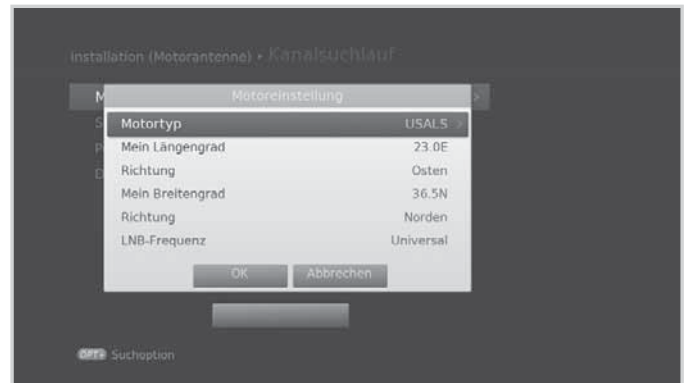 Installation (Motorantenne) • Kanalsuchlauf
M
Motoreinstellung
S
Motortyp USALS
P
Mein Längengrad 23.0E
D
Richtung Osten
Mein Breitengrad 36.5N
Richtung Norden
LNB-Frequenz Universal
OK Abbrechen
OPT+ Suchoption